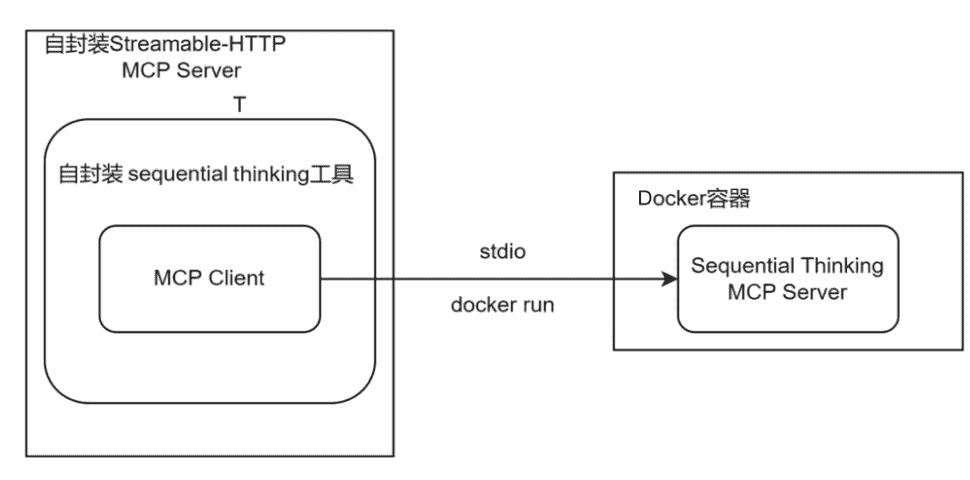 自封装Streamable-HTTP
MCP Server
T
自封装 sequential thinking工具
MCP Client
stdio
docker run
Docker容器
Sequential Thinking
MCP Server